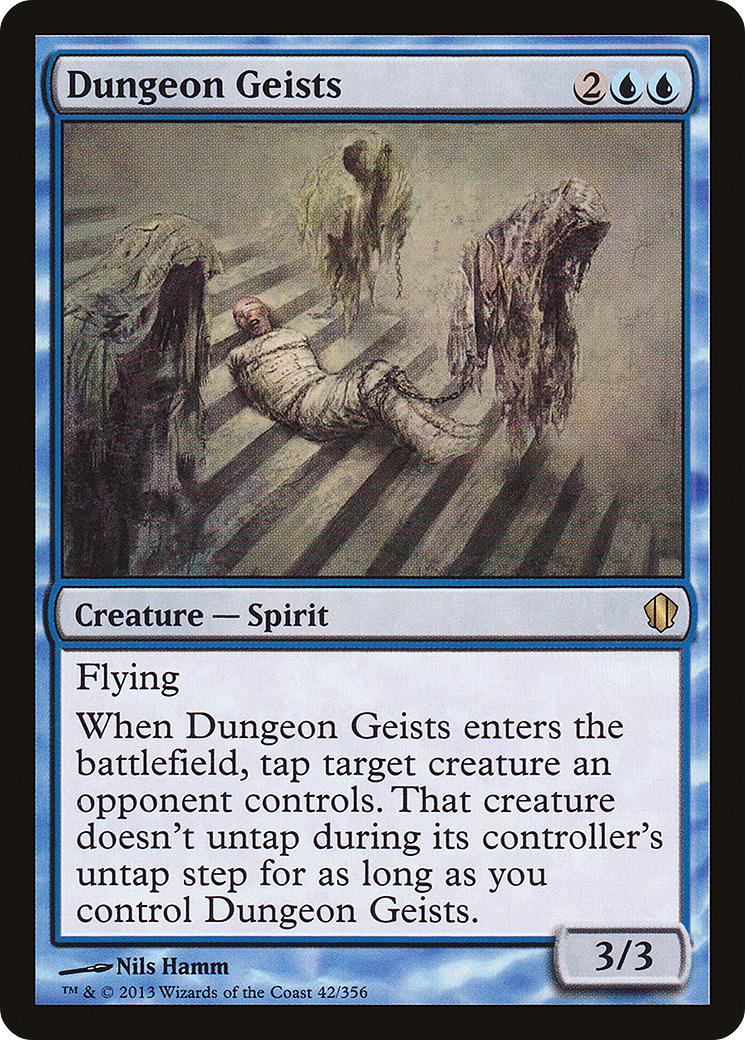 Dungeon Geists
2
Creature — Spirit
Flying
When Dungeon Geists enters the
battlefield, tap target creature an
opponent controls. That creature
doesn't untap during its controller's
untap step for as long as you
control Dungeon Geists.
3/3
Nils Hamm
™ & © 2013 Wizards of the Coast 42/356